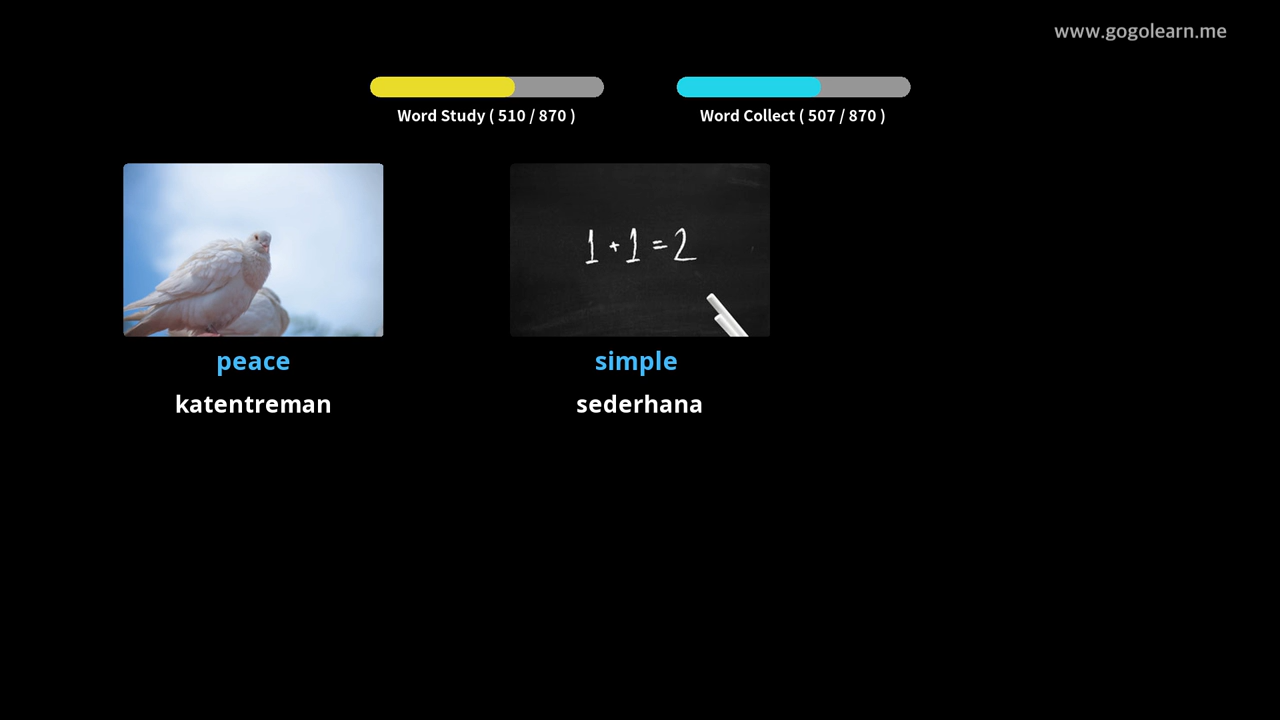 www.gogolearn.me
Word Study ( 510 / 870 )
Word Collect ( 507 / 870 )
1 + 1 = 2
peace
simple
katentreman
sederhana